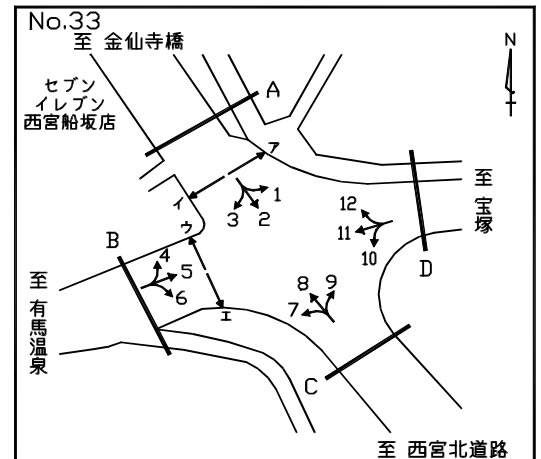 No.33
至 金仙寺橋
N
セブン
イレブン
西宮船坂店
A
ア
イ
1
2
3
至 宝塚
12
11
10
ウ
B
4
5
6
D
8
9
7
エ
至 有馬温泉
C
至 西宮北道路